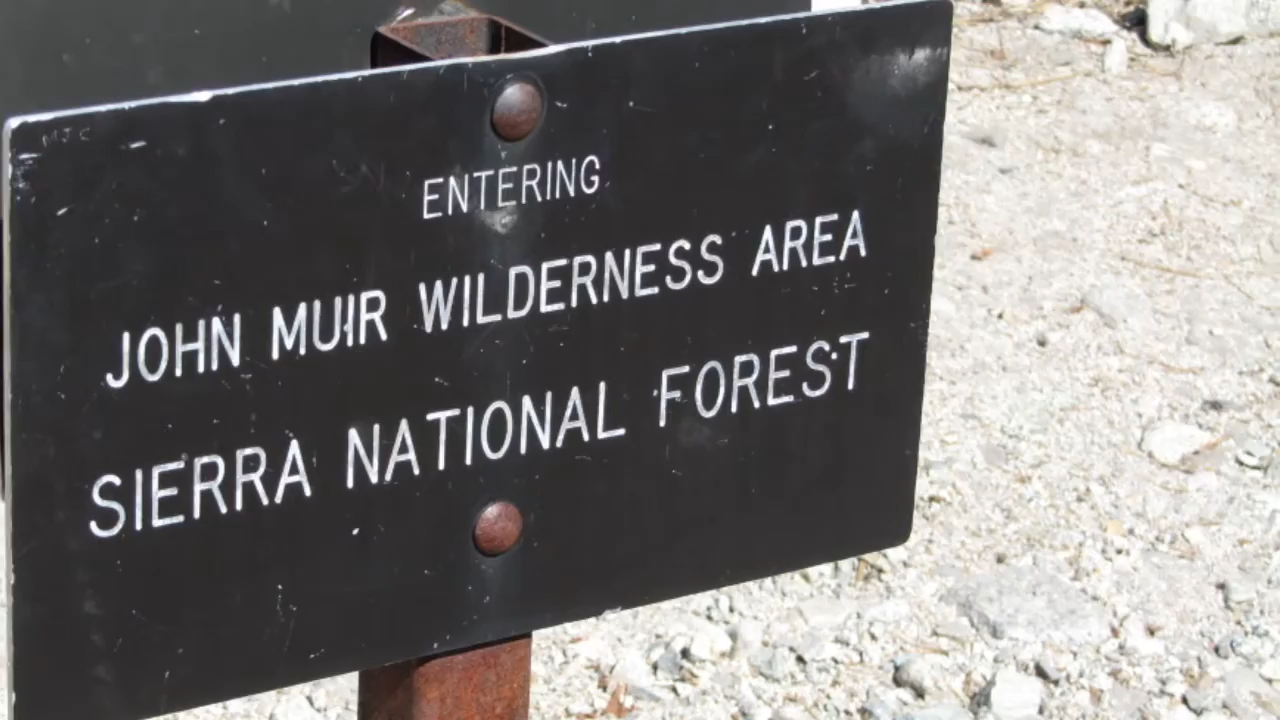 ENTERING
JOHN MUIR WILDERNESS AREA
SIERRA NATIONAL FOREST